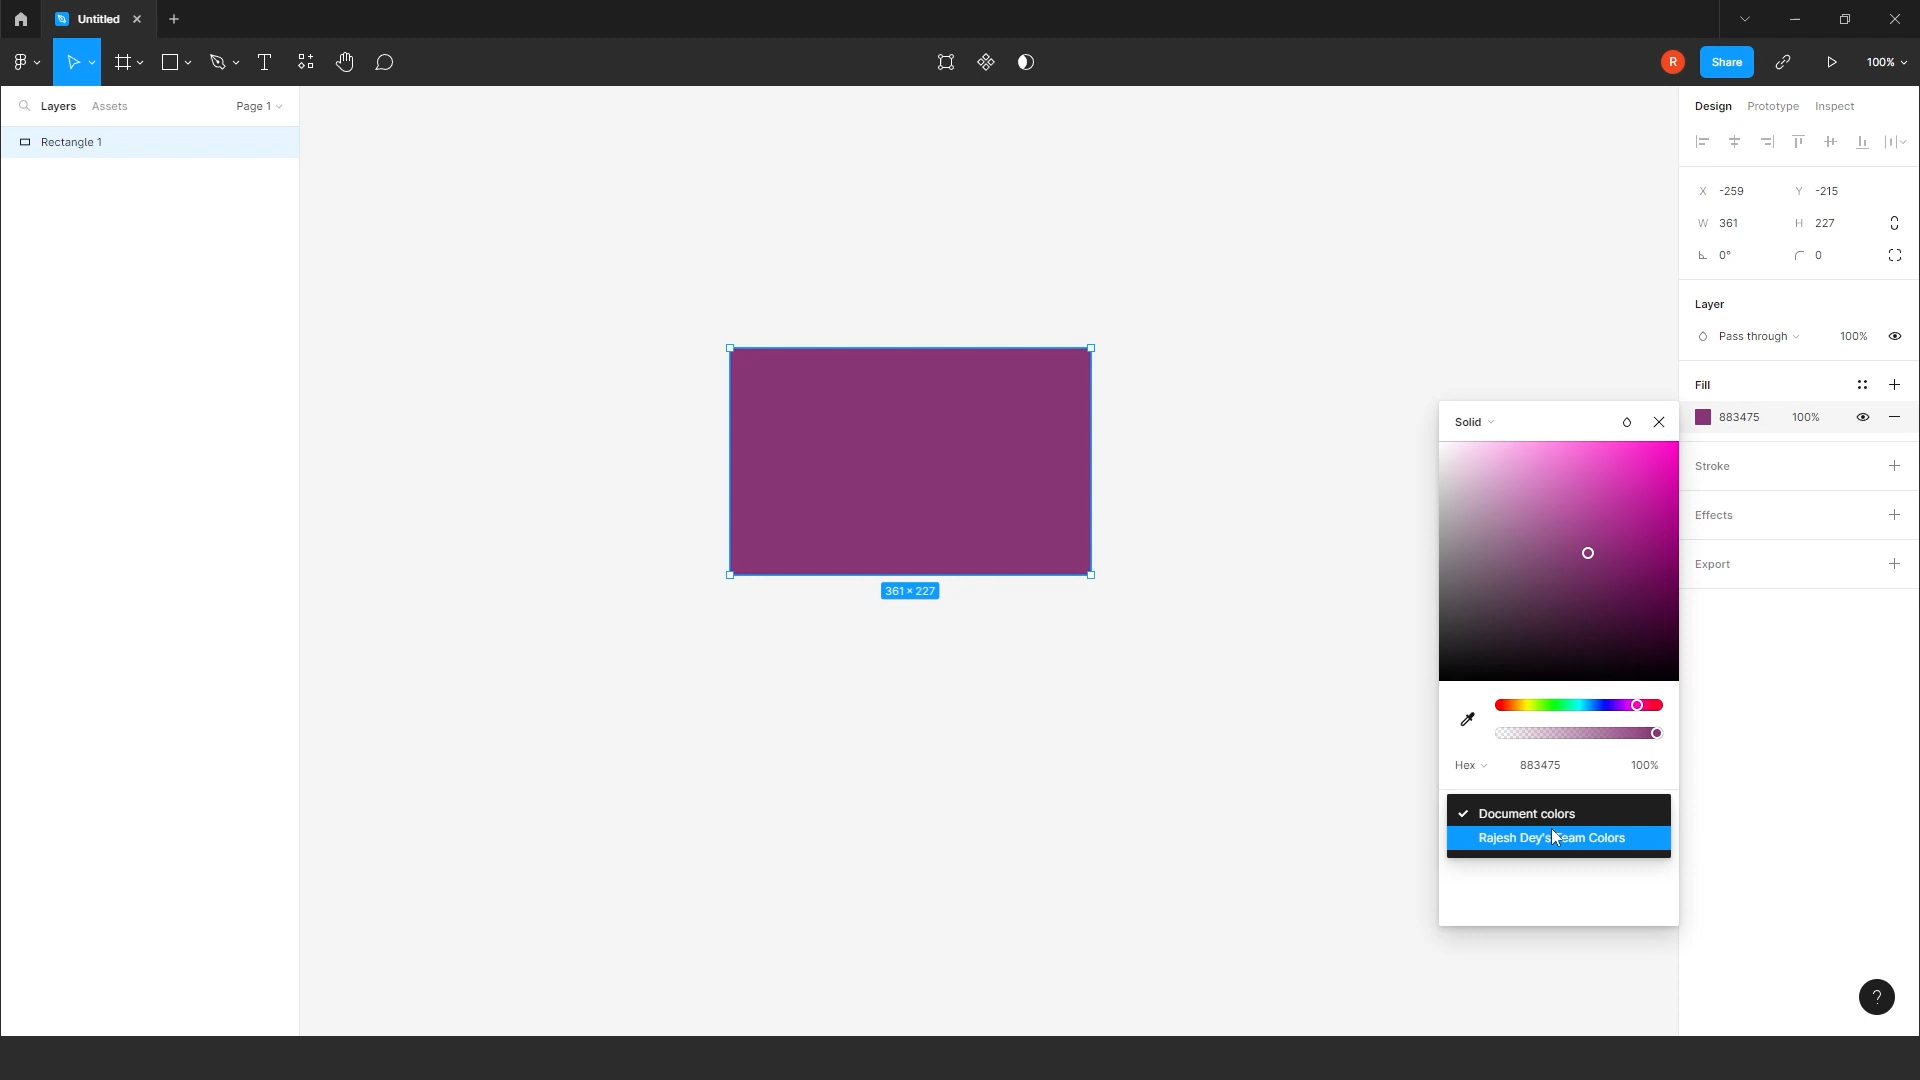 Untitled
R
Share
100%
Layers
Assets
Page 1
Design
Prototype
Inspect
Rectangle 1
X -259
Y -215
W 361
H 227
0°
0
Layer
Pass through
100%
Fill
883475
100%
Stroke
Effects
Export
361 × 227
Solid
Hex
883475
100%
Document colors
Rajesh Dey's Team Colors
?